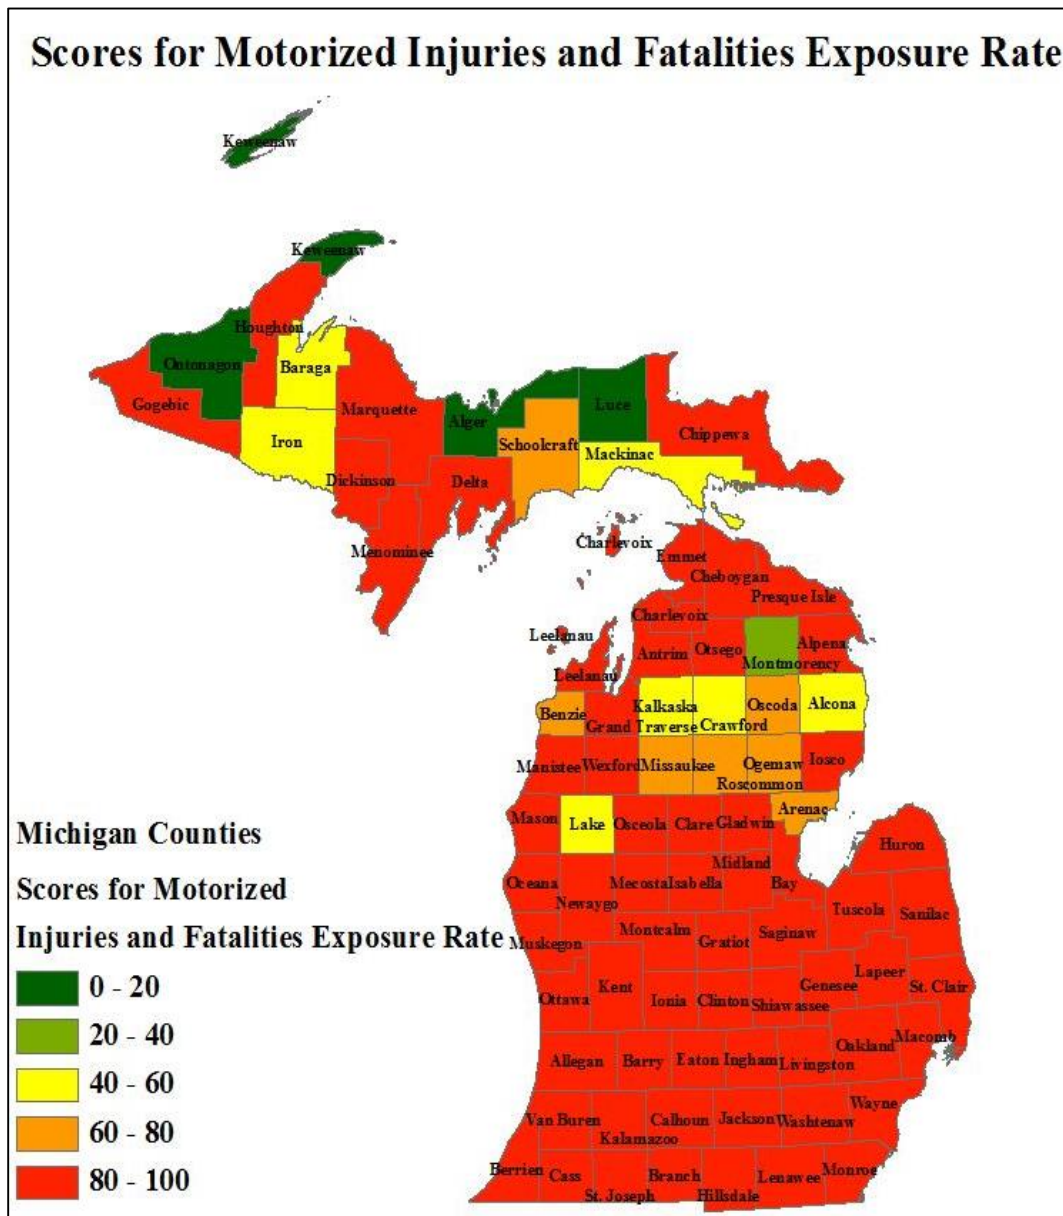 Scores for Motorized Injuries and Fatalities Exposure Rate
Keweenaw
Keweenaw
Houghton
Ontonagon
Baraga
Gogebic
Marquette
Alger
Luce
Iron
Schoolcraft
Chippewa
Mackinac
Dickinson
Delta
Menominee
Charlevoix
Emmet
Cheboygan
Presque Isle
Charlevoix
Leelanau
Otsego
Alpena
Antrim
Montmorency
Leelanau
Kalkaska
Oscoda
Alcona
Benzie
Grand Traverse
Crawford
Manistee
Wexford
Missaukee
Ogemaw
Iosco
Roscommon
Arenac
Mason
Lake
Osceola
Clare
Gladwin
Huron
Midland
Oceana
Mecosta
Isabella
Bay
Newaygo
Tuscola
Sanilac
Montcalm
Saginaw
Muskegon
Gratiot
Lapeer
Kent
Genesee
St. Clair
Ottawa
Ionia
Clinton
Shiawassee
Macomb
Oakland
Allegan
Barry
Eaton
Ingham
Livingston
Wayne
Van Buren
Calhoun
Jackson
Washtenaw
Kalamazoo
Berrien
Cass
Branch
Lenawee
Monroe
St. Joseph
Hillsdale
Michigan Counties
Scores for Motorized
Injuries and Fatalities Exposure Rate
0 - 20
20 - 40
40 - 60
60 - 80
80 - 100